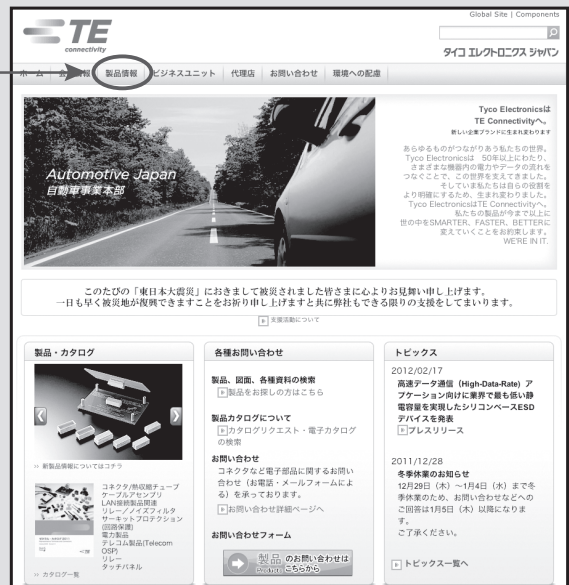 Global Site | Components
TE
connectivity
タイコ エレクトロニクス ジャパン
ホーム
製品情報
ビジネスユニット
代理店
お問い合わせ
環境への配慮
Automotive Japan
自動車事業本部
Tyco Electronicsは
TE Connectivityへ。
新しい企業ブランドに生まれ変わります
あらゆるものがつながりあう私たちの世界。
Tyco Electronicsは 50年以上にわたり、
さまざまな機器内の電力やデータの流れを
つなぐことで、この世界を支えてきました。
そしていま私たちは自らの役割を
より明確にするため、生まれ変わりました。
Tyco ElectronicsはTE Connectivityへ。
私たちの製品が今まで以上に
世の中をSMARTER、FASTER、BETTERに
変えていくことをお約束します。
WE'RE IN IT.
このたびの「東日本大震災」におきまして被災されました皆さまに心よりお見舞い申し上げます。
一日も早く被災地が復興できますことをお祈り申し上げますと共に弊社もできる限りの支援をしてまいります。
支援活動について
製品・カタログ
›› 新製品情報についてはコチラ
コネクタ/熱収縮チューブ
ケーブルアセンブリ
LAN接続製品関連
リレー／ノイズフィルタ
サーキットプロテクション
(回路保護)
電力製品
テレコム製品(Telecom
OSP)
リレー
タッチパネル
›› カタログ一覧
各種お問い合わせ
製品、図面、各種資料の検索
製品をお探しの方はこちら
製品カタログについて
カタログリクエスト・電子カタログ
の検索
お問い合わせ
コネクタなど電子部品に関するお問い
合わせ（お電話・メールフォームによ
る）を承っております。
お問い合わせ詳細ページへ
お問い合わせフォーム
製品 のお問い合わせは
Products こちらから
トピックス
2012/02/17
高速データ通信（High-Data-Rate）ア
プケーション向けに業界で最も低い静
電容量を実現したシリコンベースESD
デバイスを発表
プレスリリース
2011/12/28
冬季休業のお知らせ
12月29日（木）～1月4日（水）まで冬
季休業のため、お問い合わせなどへの
ご回答は1月5日（木）以降になりま
す。
ご了承ください。
トピックス一覧へ